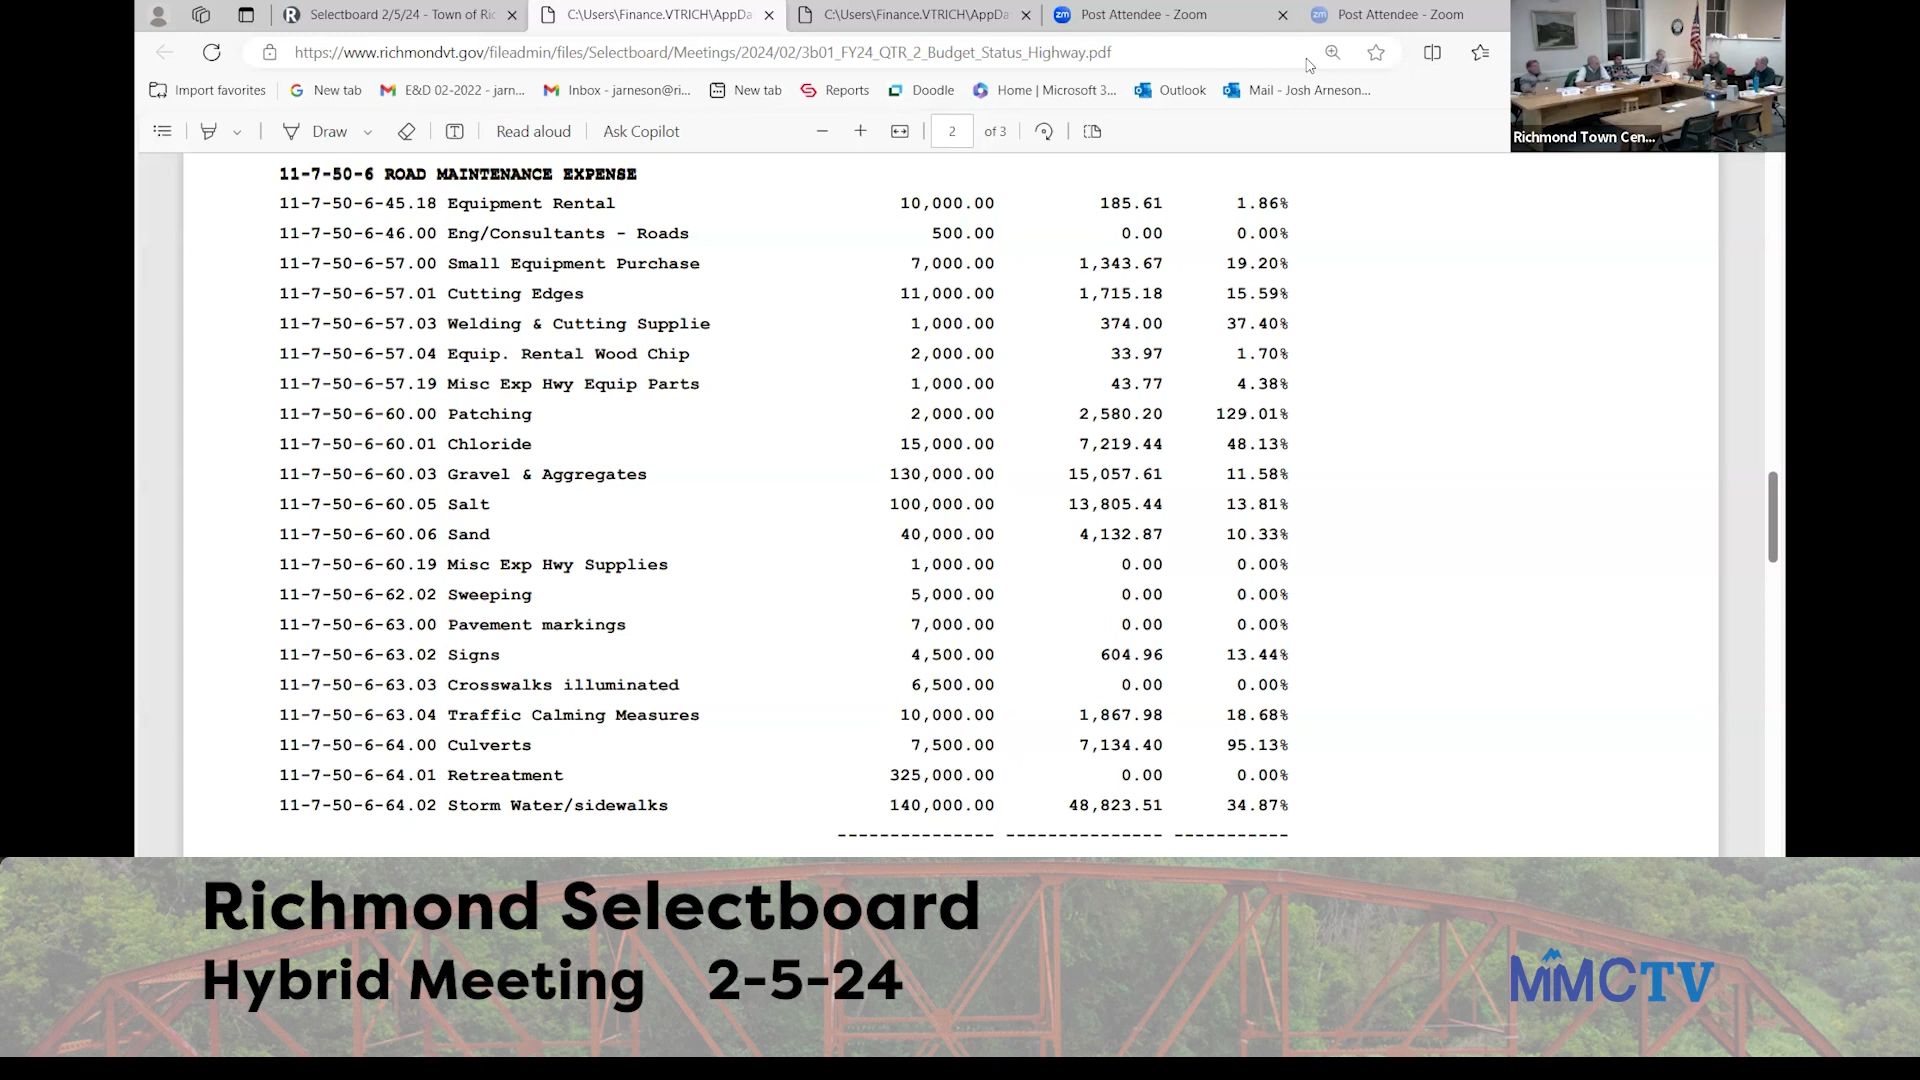 Selectboard 2/5/24 - Town of Ric
C:\Users\Finance.VTRICH\AppDa
C:\Users\Finance.VTRICH\AppDa
Post Attendee - Zoom
Post Attendee - Zoom
https://www.richmondvt.gov/fileadmin/files/Selectboard/Meetings/2024/02/3b01_FY24_QTR_2_Budget_Status_Highway.pdf
Import favorites New tab E&D 02-2022 - jarn... Inbox - jarneson@ri... New tab Reports Doodle Home | Microsoft 3... Outlook Mail - Josh Arneson...
Draw Read aloud Ask Copilot 2 of 3
Richmond Town Cen...
11-7-50-6 ROAD MAINTENANCE EXPENSE
11-7-50-6-45.18 Equipment Rental 10,000.00 185.61 1.86%
11-7-50-6-46.00 Eng/Consultants - Roads 500.00 0.00 0.00%
11-7-50-6-57.00 Small Equipment Purchase 7,000.00 1,343.67 19.20%
11-7-50-6-57.01 Cutting Edges 11,000.00 1,715.18 15.59%
11-7-50-6-57.03 Welding & Cutting Supplie 1,000.00 374.00 37.40%
11-7-50-6-57.04 Equip. Rental Wood Chip 2,000.00 33.97 1.70%
11-7-50-6-57.19 Misc Exp Hwy Equip Parts 1,000.00 43.77 4.38%
11-7-50-6-60.00 Patching 2,000.00 2,580.20 129.01%
11-7-50-6-60.01 Chloride 15,000.00 7,219.44 48.13%
11-7-50-6-60.03 Gravel & Aggregates 130,000.00 15,057.61 11.58%
11-7-50-6-60.05 Salt 100,000.00 13,805.44 13.81%
11-7-50-6-60.06 Sand 40,000.00 4,132.87 10.33%
11-7-50-6-60.19 Misc Exp Hwy Supplies 1,000.00 0.00 0.00%
11-7-50-6-62.02 Sweeping 5,000.00 0.00 0.00%
11-7-50-6-63.00 Pavement markings 7,000.00 0.00 0.00%
11-7-50-6-63.02 Signs 4,500.00 604.96 13.44%
11-7-50-6-63.03 Crosswalks illuminated 6,500.00 0.00 0.00%
11-7-50-6-63.04 Traffic Calming Measures 10,000.00 1,867.98 18.68%
11-7-50-6-64.00 Culverts 7,500.00 7,134.40 95.13%
11-7-50-6-64.01 Retreatment 325,000.00 0.00 0.00%
11-7-50-6-64.02 Storm Water/sidewalks 140,000.00 48,823.51 34.87%
Richmond Selectboard
Hybrid Meeting 2-5-24
MMCTV